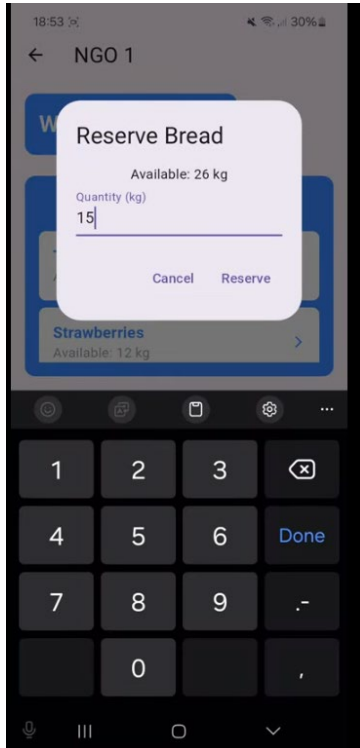 18:53
30%
NGO 1
W
Reserve Bread
Available: 26 kg
Quantity (kg)
15
Cancel
Reserve
Strawberries
Available: 12 kg
1
2
3
4
5
6
Done
7
8
9
.-
0
,